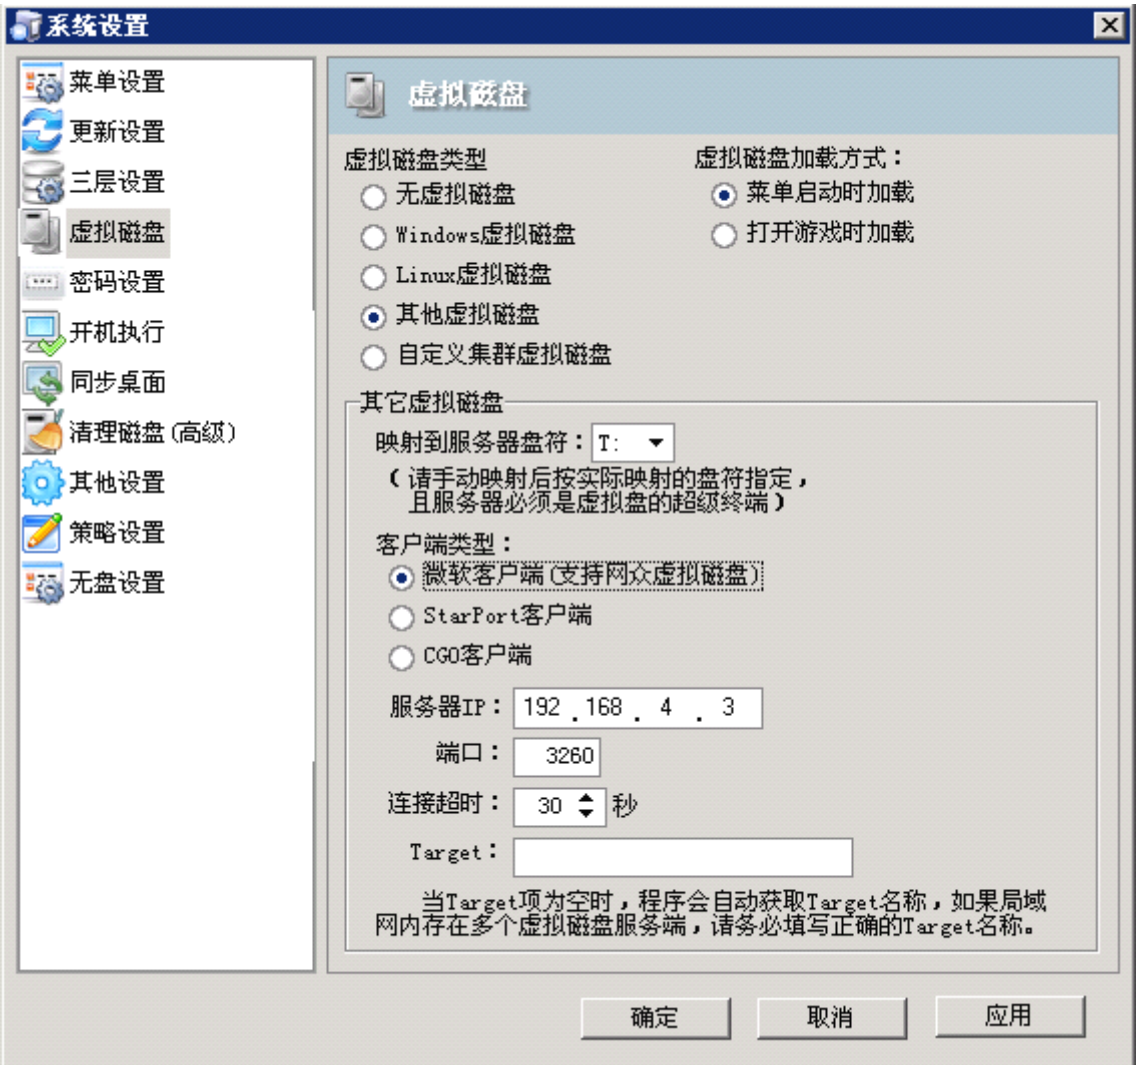 系统设置
菜单设置
更新设置
三层设置
虚拟磁盘
密码设置
开机执行
同步桌面
清理磁盘(高级)
其他设置
策略设置
无盘设置
虚拟磁盘
虚拟磁盘类型
无虚拟磁盘
Windows虚拟磁盘
Linux虚拟磁盘
其他虚拟磁盘
自定义集群虚拟磁盘
虚拟磁盘加载方式：
菜单启动时加载
打开游戏时加载
其它虚拟磁盘
映射到服务器盘符： T:
（请手动映射后按实际映射的盘符指定，
且服务器必须是虚拟盘的超级终端）
客户端类型：
微软客户端(支持网众虚拟磁盘)
StarPort客户端
CGO客户端
服务器IP： 192 . 168 . 4 . 3
端口： 3260
连接超时： 30 秒
Target：
当Target项为空时，程序会自动获取Target名称，如果局域
网内存在多个虚拟磁盘服务端，请务必填写正确的Target名称。
确定 取消 应用